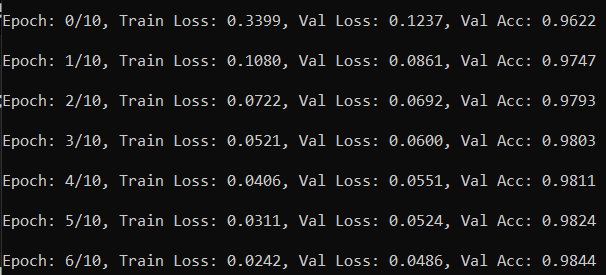 Epoch: 0/10, Train Loss: 0.3399, Val Loss: 0.1237, Val Acc: 0.9622
Epoch: 1/10, Train Loss: 0.1080, Val Loss: 0.0861, Val Acc: 0.9747
Epoch: 2/10, Train Loss: 0.0722, Val Loss: 0.0692, Val Acc: 0.9793
Epoch: 3/10, Train Loss: 0.0521, Val Loss: 0.0600, Val Acc: 0.9803
Epoch: 4/10, Train Loss: 0.0406, Val Loss: 0.0551, Val Acc: 0.9811
Epoch: 5/10, Train Loss: 0.0311, Val Loss: 0.0524, Val Acc: 0.9824
Epoch: 6/10, Train Loss: 0.0242, Val Loss: 0.0486, Val Acc: 0.9844